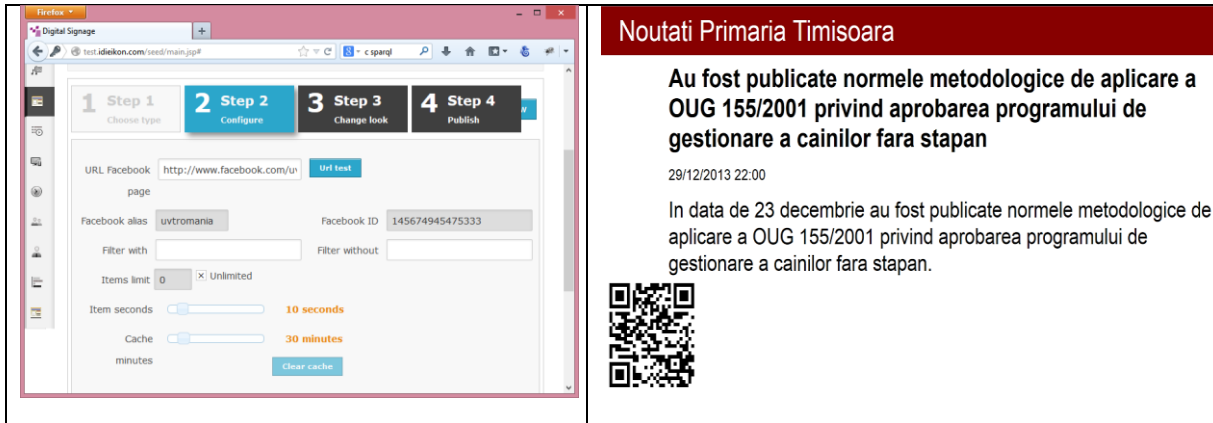 Firefox
Digital Signage
test.idieikon.com/seed/main.jsp#
c sparql
1 Step 1
Choose type
2 Step 2
Configure
3 Step 3
Change look
4 Step 4
Publish
URL Facebook page
http://www.facebook.com/uv
Url test
Facebook alias
uvtromania
Facebook ID
145674945475333
Filter with
Filter without
Items limit
0
Unlimited
Item seconds
10 seconds
Cache minutes
30 minutes
Clear cache
Noutati Primaria Timisoara
Au fost publicate normele metodologice de aplicare a
OUG 155/2001 privind aprobarea programului de
gestionare a cainilor fara stapan
29/12/2013 22:00
In data de 23 decembrie au fost publicate normele metodologice de
aplicare a OUG 155/2001 privind aprobarea programului de
gestionare a cainilor fara stapan.